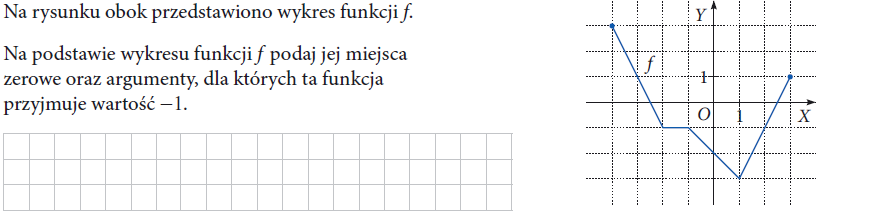 Na rysunku obok przedstawiono wykres funkcji f.
Na podstawie wykresu funkcji f podaj jej miejsca
zerowe oraz argumenty, dla których ta funkcja
przyjmuje wartość −1.
Y
f
1
O
1
X